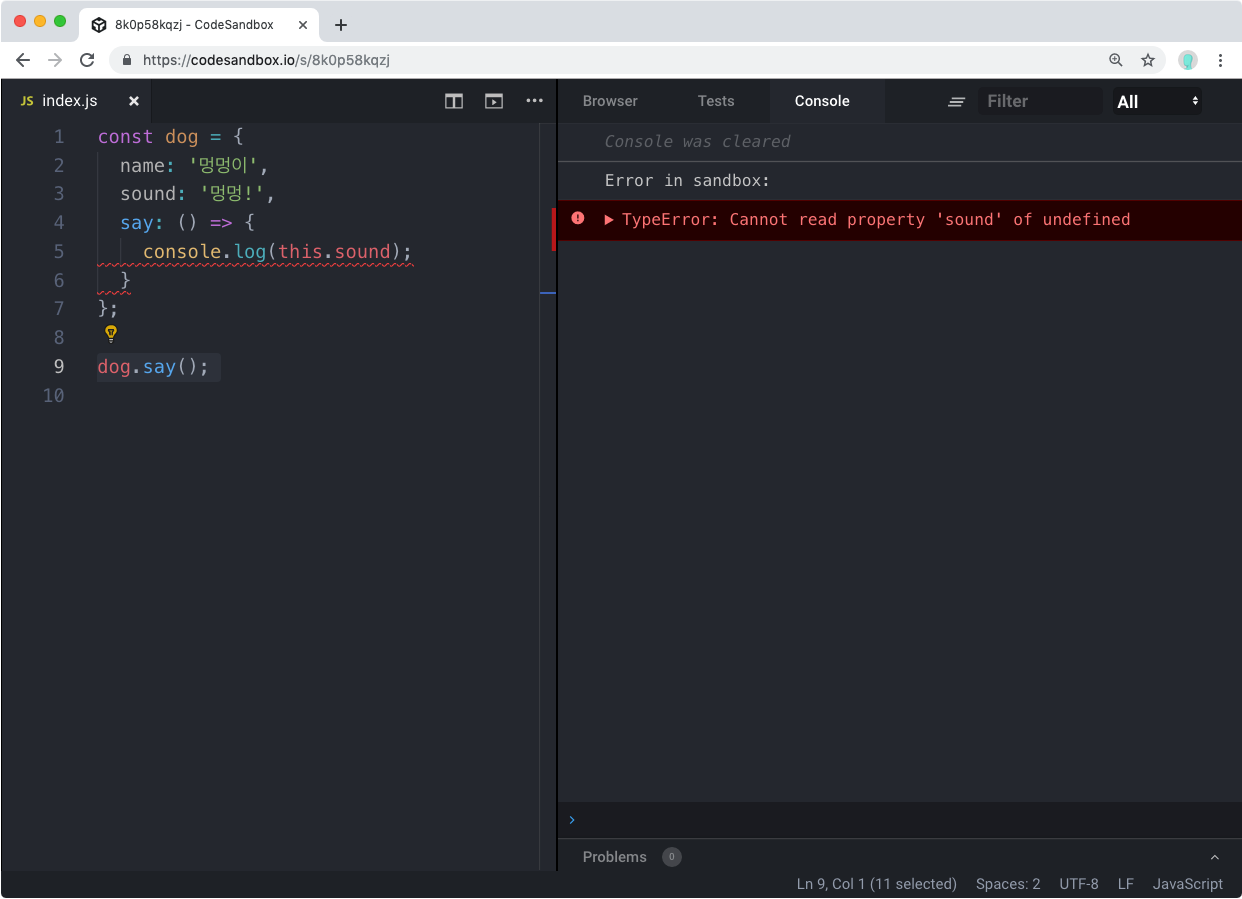 8k0p58kqzj - CodeSandbox
https://codesandbox.io/s/8k0p58kqzj
JS index.js
1 const dog = {
2 name: '멍멍이',
3 sound: '멍멍!',
4 say: () => {
5 console.log(this.sound);
6 }
7 };
8
9 dog.say();
10
Browser Tests Console Filter All
Console was cleared
Error in sandbox:
TypeError: Cannot read property 'sound' of undefined
Problems 0
Ln 9, Col 1 (11 selected) Spaces: 2 UTF-8 LF JavaScript